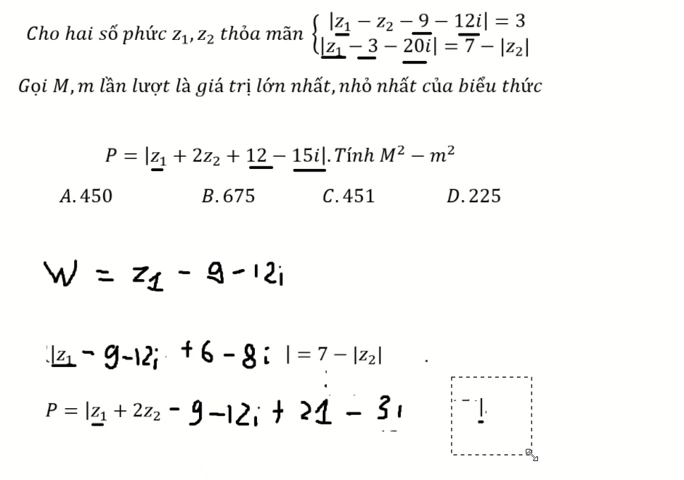 Cho hai số phức z₁, z₂ thỏa mãn { |z₁ − z₂ − 9 − 12i| = 3
|z₁ − 3 − 20i| = 7 − |z₂|
Gọi M, m lần lượt là giá trị lớn nhất, nhỏ nhất của biểu thức
P = |z₁ + 2z₂ + 12 − 15i|. Tính M² − m²
A. 450 B. 675 C. 451 D. 225
W = z1 − 9 − 12i
|z₁ − 9 − 12i + 6 − 8i | = 7 − |z₂|
P = |z₁ + 2z₂ − 9 − 12i + 21 − 3i |